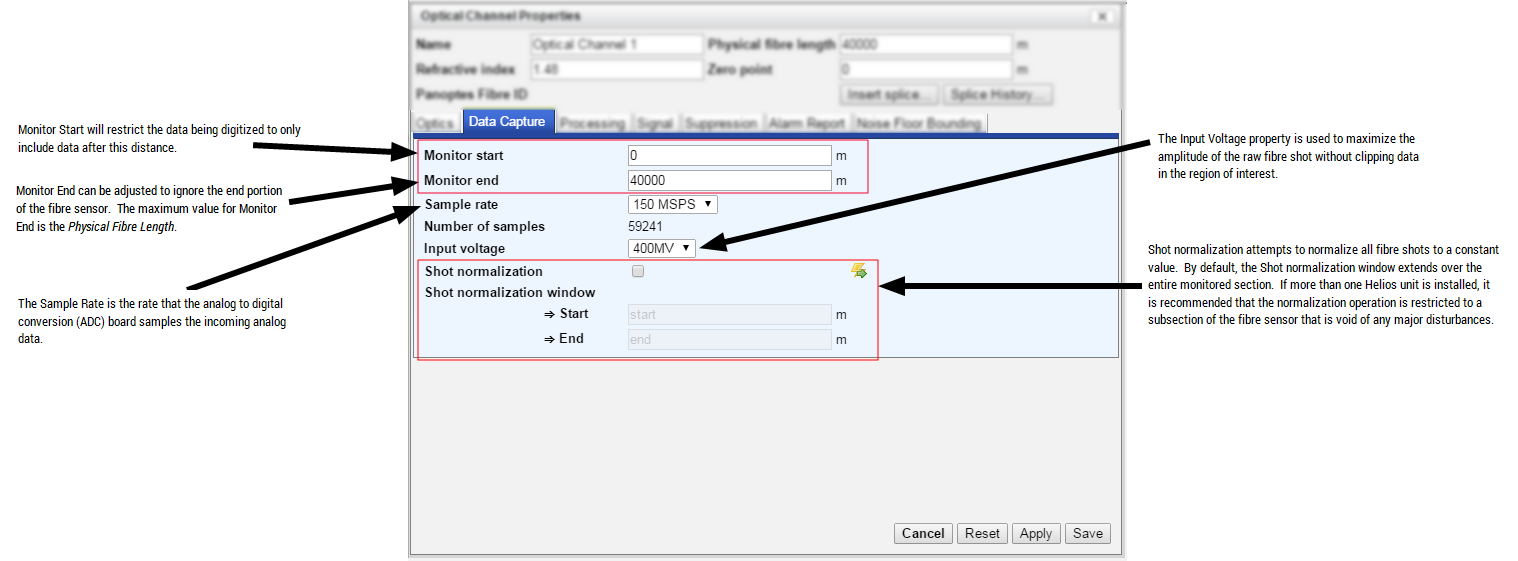 Optical Channel Properties
Name Optical Channel 1 Physical fibre length 40000 m
Refractive index 1.48 Zero point 0 m
Panoptes Fibre ID Insert splice... Splice History...
Optics Data Capture Processing Signal Suppression Alarm Report Noise Floor Bounding
Monitor Start will restrict the data being digitized to only
include data after this distance.
Monitor End can be adjusted to ignore the end portion
of the fibre sensor. The maximum value for Monitor
End is the Physical Fibre Length.
The Sample Rate is the rate that the analog to digital
conversion (ADC) board samples the incoming analog
data.
Monitor start 0 m
Monitor end 40000 m
Sample rate 150 MSPS
Number of samples 59241
Input voltage 400MV
Shot normalization
Shot normalization window
⇒ Start start m
⇒ End end m
Cancel Reset Apply Save
The Input Voltage property is used to maximize the
amplitude of the raw fibre shot without clipping data
in the region of interest.
Shot normalization attempts to normalize all fibre shots to a constant
value. By default, the Shot normalization window extends over the
entire monitored section. If more than one Helios unit is installed, it
is recommended that the normalization operation is restricted to a
subsection of the fibre sensor that is void of any major disturbances.